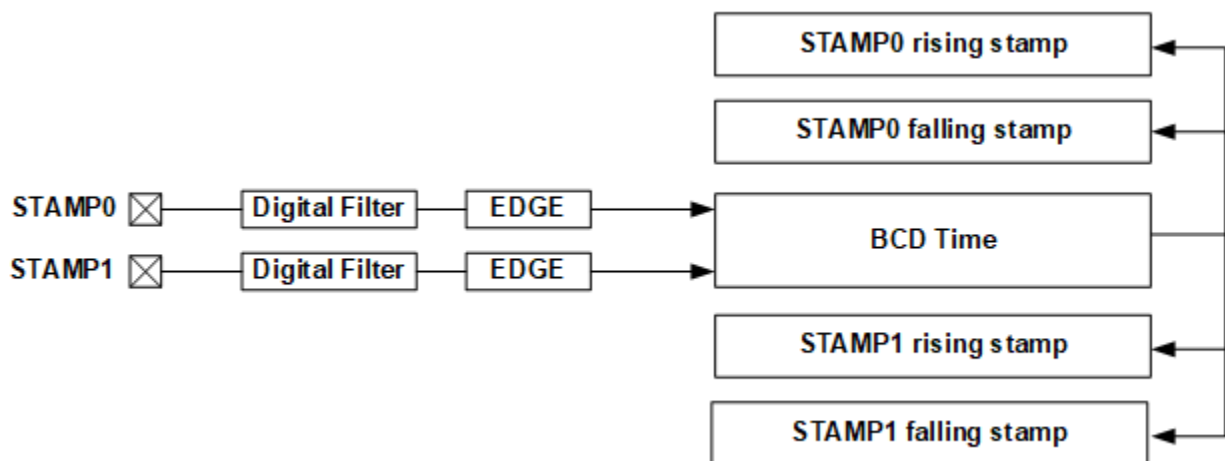 STAMP0 rising stamp
STAMP0 falling stamp
STAMP0 Digital Filter EDGE
BCD Time
STAMP1 Digital Filter EDGE
STAMP1 rising stamp
STAMP1 falling stamp